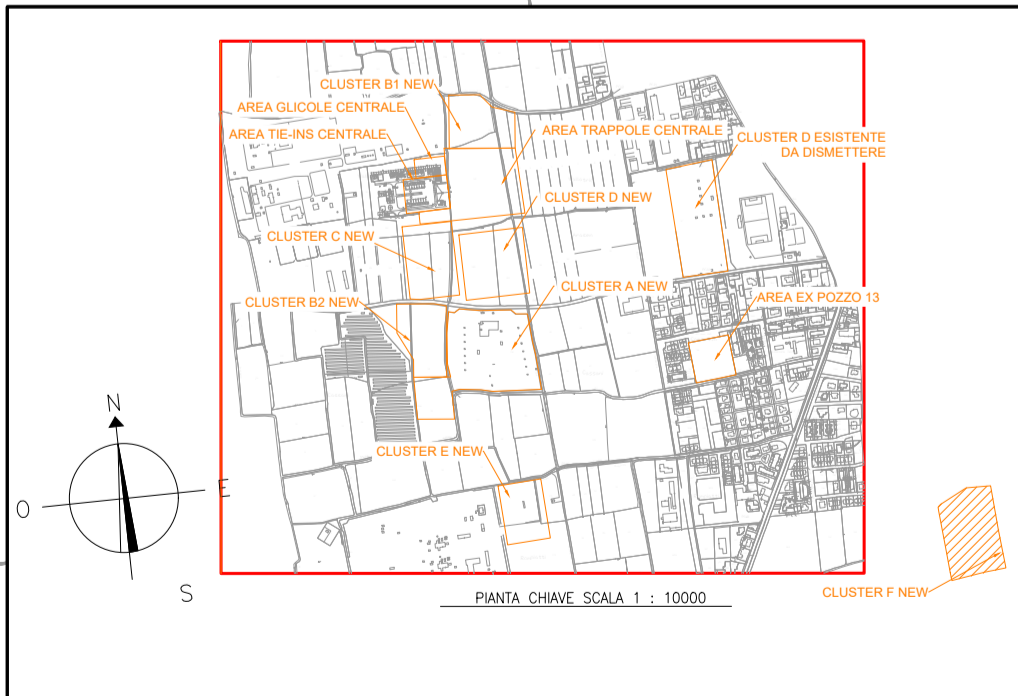 CLUSTER B1 NEW
AREA GLICOLE CENTRALE
AREA TIE-INS CENTRALE
AREA TRAPPOLE CENTRALE
CLUSTER D ESISTENTE
DA DISMETTERE
CLUSTER D NEW
CLUSTER C NEW
CLUSTER A NEW
CLUSTER B2 NEW
AREA EX POZZO 13
CLUSTER E NEW
N
O
E
S
CLUSTER F NEW
PIANTA CHIAVE SCALA 1 : 10000